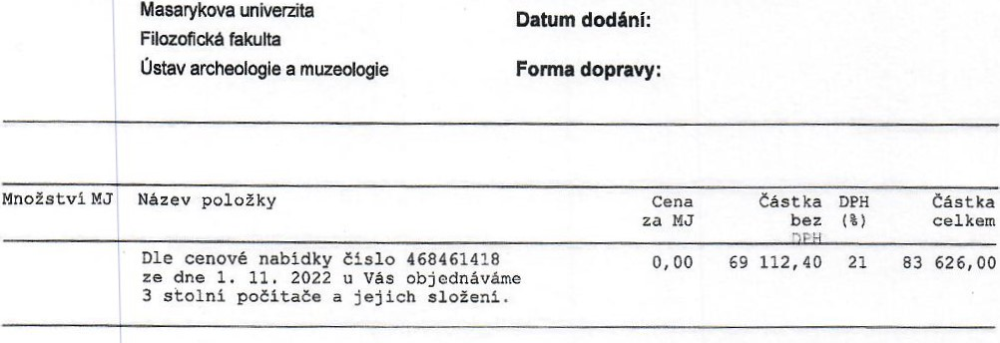 Masarykova univerzita
Datum dodání:
Filozofická fakulta
Ústav archeologie a muzeologie
Forma dopravy:
Množství MJ Název položky Cena Částka DPH Částka
za MJ bez (%) celkem
DPH
Dle cenové nabídky číslo 468461418 0,00 69 112,40 21 83 626,00
ze dne 1. 11. 2022 u Vás objednáváme
3 stolní počítače a jejich složení.